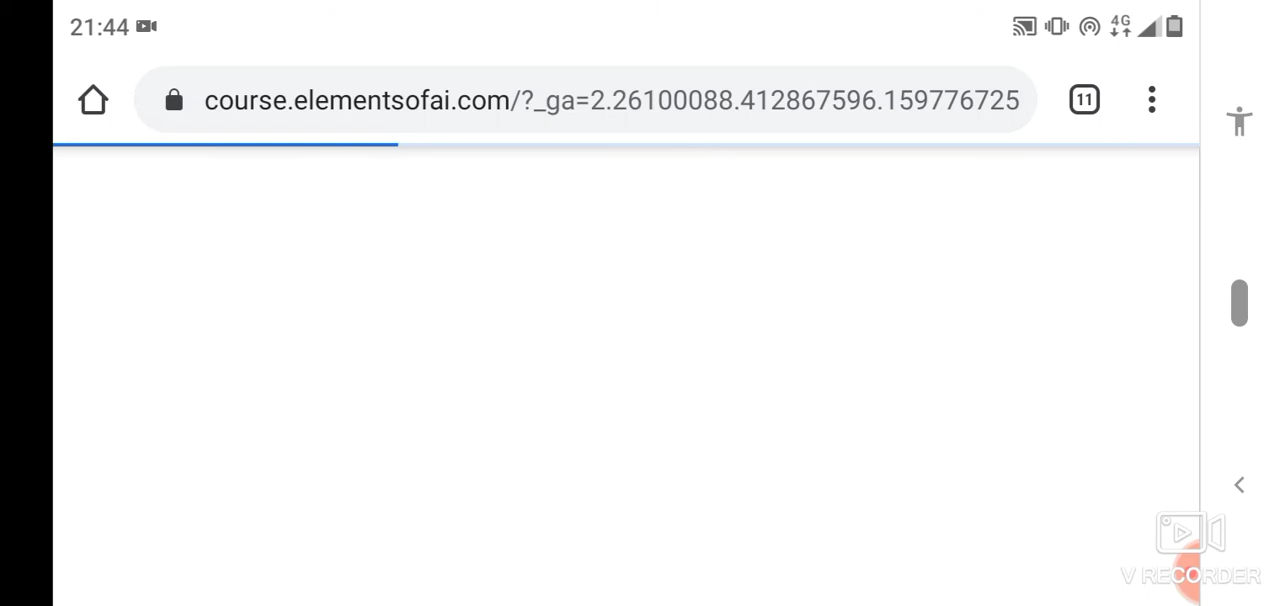 21:44
4G
course.elementsofai.com/?_ga=2.26100088.412867596.159776725
11
V RECORDER